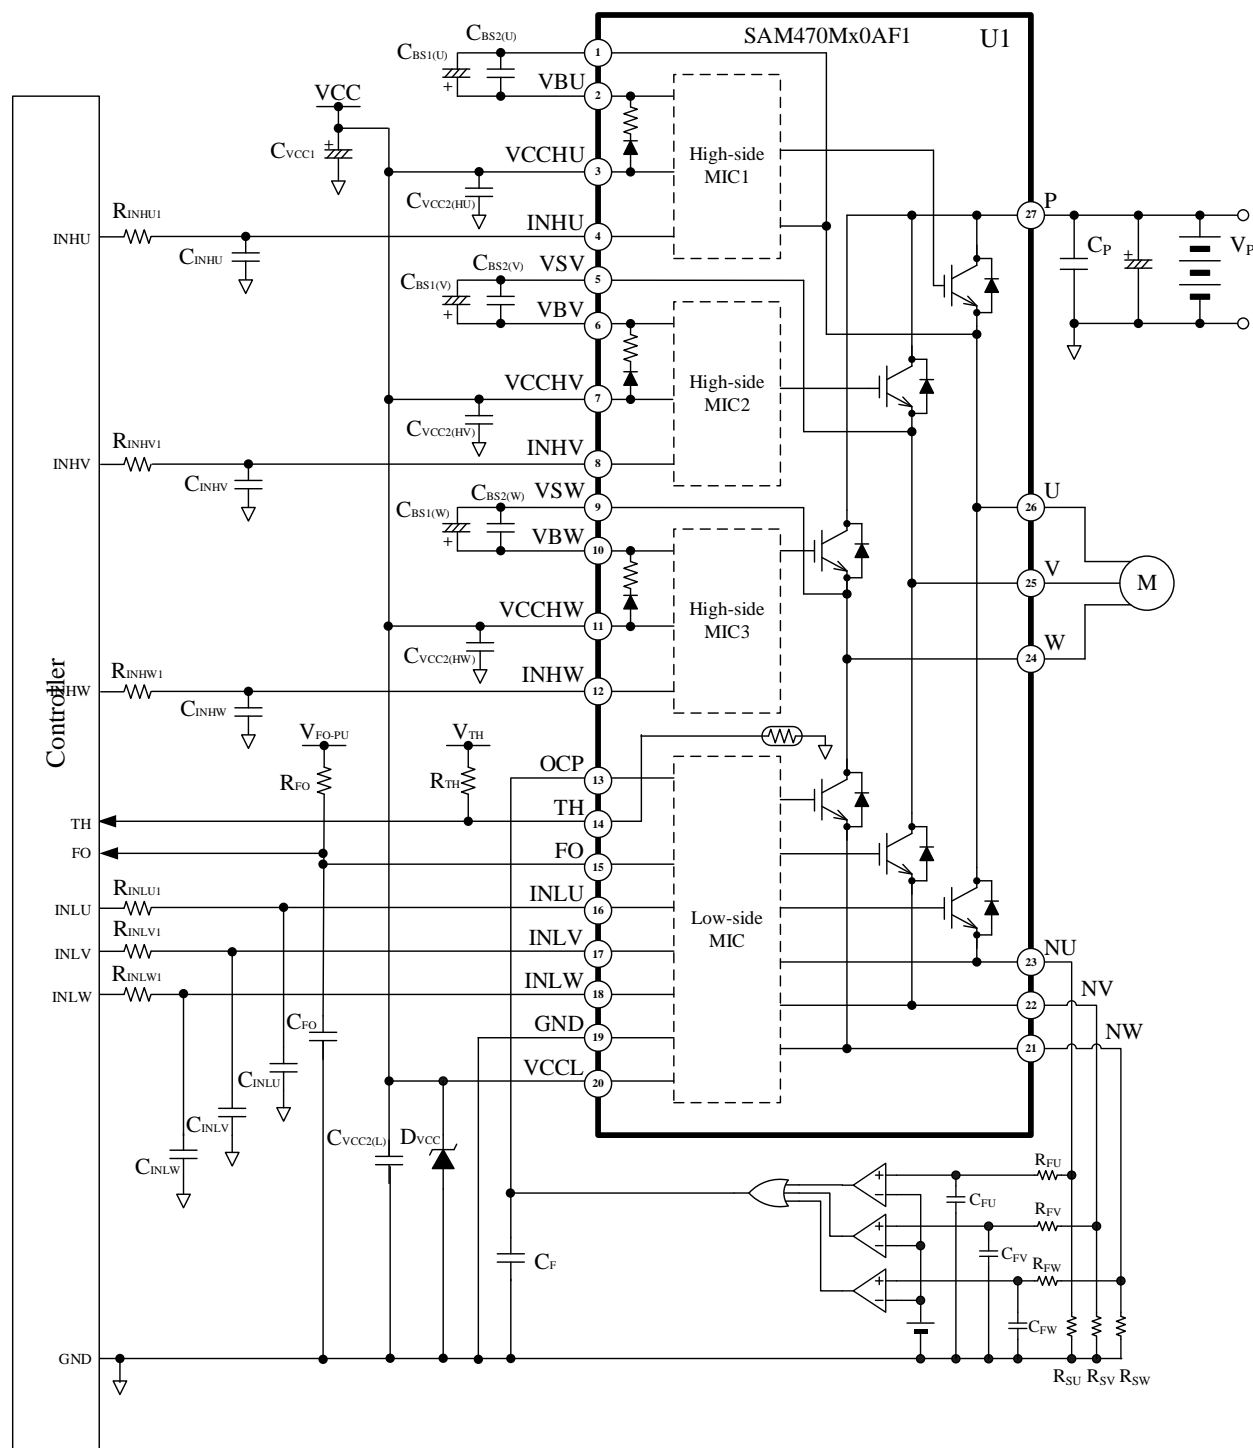 SAM470Mx0AF1
U1
CBS2(U)
CBS1(U)
1
VBU
2
VCC
CVCC1
VCCHU
3
High-side
MIC1
CVCC2(HU)
P
27
RINHU1
INHU
INHU
4
CINHU
CP
VP
+
VSV
5
CBS2(V)
CBS1(V)
VBV
6
VCCHV
7
High-side
MIC2
CVCC2(HV)
RINHV1
INHV
INHV
8
CINHV
VSW
9
CBS2(W)
CBS1(W)
U
26
VBW
10
V
25
M
VCCHW
11
High-side
MIC3
CVCC2(HW)
W
24
Controller
RINHW1
INHW
INHW
12
CINHW
VFO-PU
VTH
RFO
RTH
OCP
13
TH
TH
14
FO
FO
15
RINLU1
INLU
INLU
16
Low-side
MIC
RINLV1
INLV
INLV
17
NU
23
RINLW1
INLW
INLW
18
NV
22
CFO
GND
19
NW
21
CINLU
VCCL
20
CINLV
CVCC2(L)
DVCC
CINLW
RFU
CFU
RFV
CFV
CF
RFW
CFW
GND
RSU RSV RSW